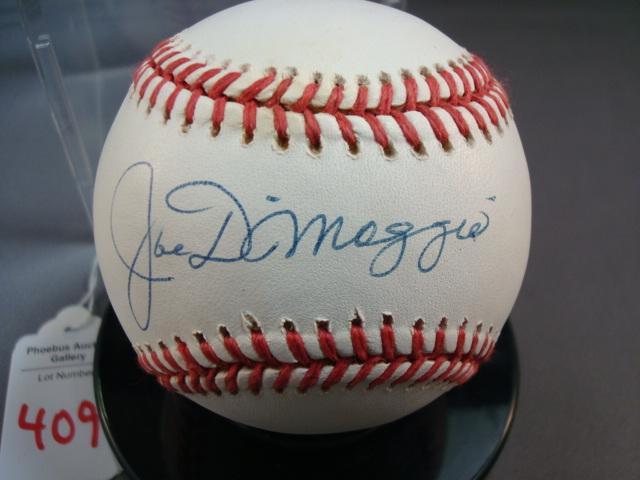 Joe DiMaggio
Phoebus Auc
Gallery
Lot Number
409